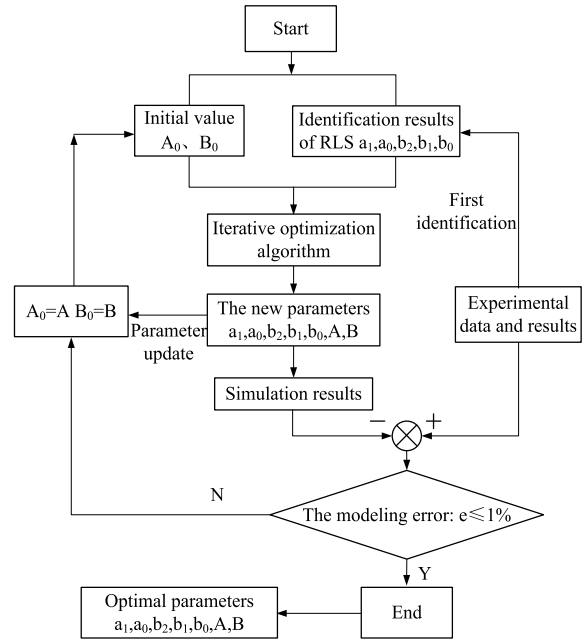 Start
Initial value
A₀、B₀
Identification results
of RLS a₁,a₀,b₂,b₁,b₀
First
identification
Iterative optimization
algorithm
A₀=A B₀=B
Parameter
update
The new parameters
a₁,a₀,b₂,b₁,b₀,A,B
Experimental
data and results
Simulation results
−
+
N
The modeling error: e≤1%
Y
Optimal parameters
a₁,a₀,b₂,b₁,b₀,A,B
End